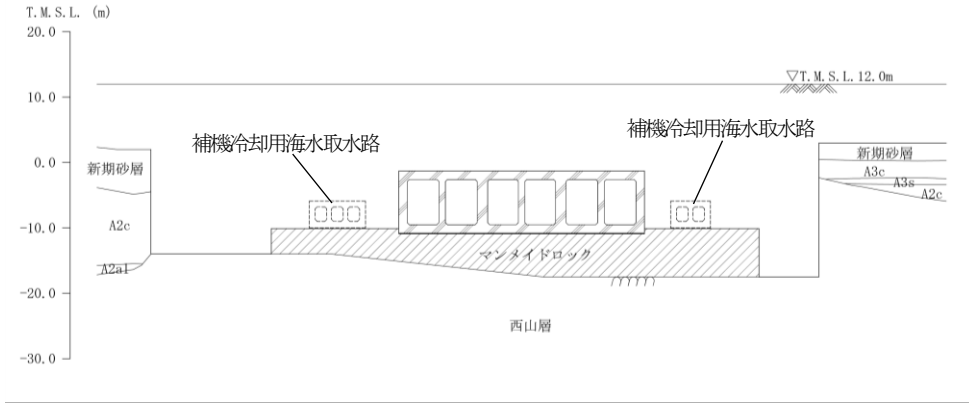 T.M.S.L. (m)
20.0
▽T.M.S.L.12.0m
10.0
補機冷却用海水取水路
補機冷却用海水取水路
0.0
新期砂層
新期砂層
A3c
A3s
A2c
A2c
-10.0
マンメイドロック
A2al
-20.0
西山層
-30.0